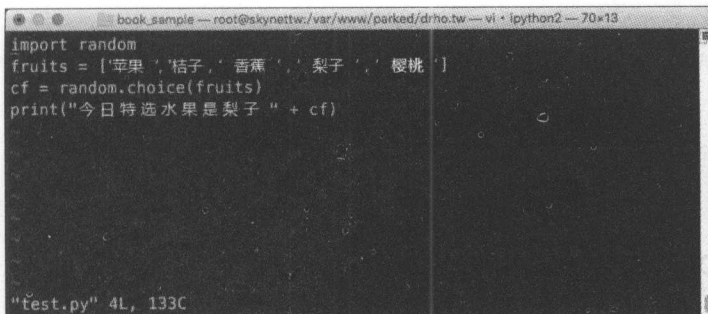 book_sample — root@skynettw:/var/www/parked/drho.tw — vi • ipython2 — 70×13
import random
fruits = ['苹果 ','桔子 ,' 香蕉 ',' 梨子 ',' 樱桃 ']
cf = random.choice(fruits)
print("今日特选水果是梨子 " + cf)
~
~
~
~
~
~
~
"test.py" 4L, 133C